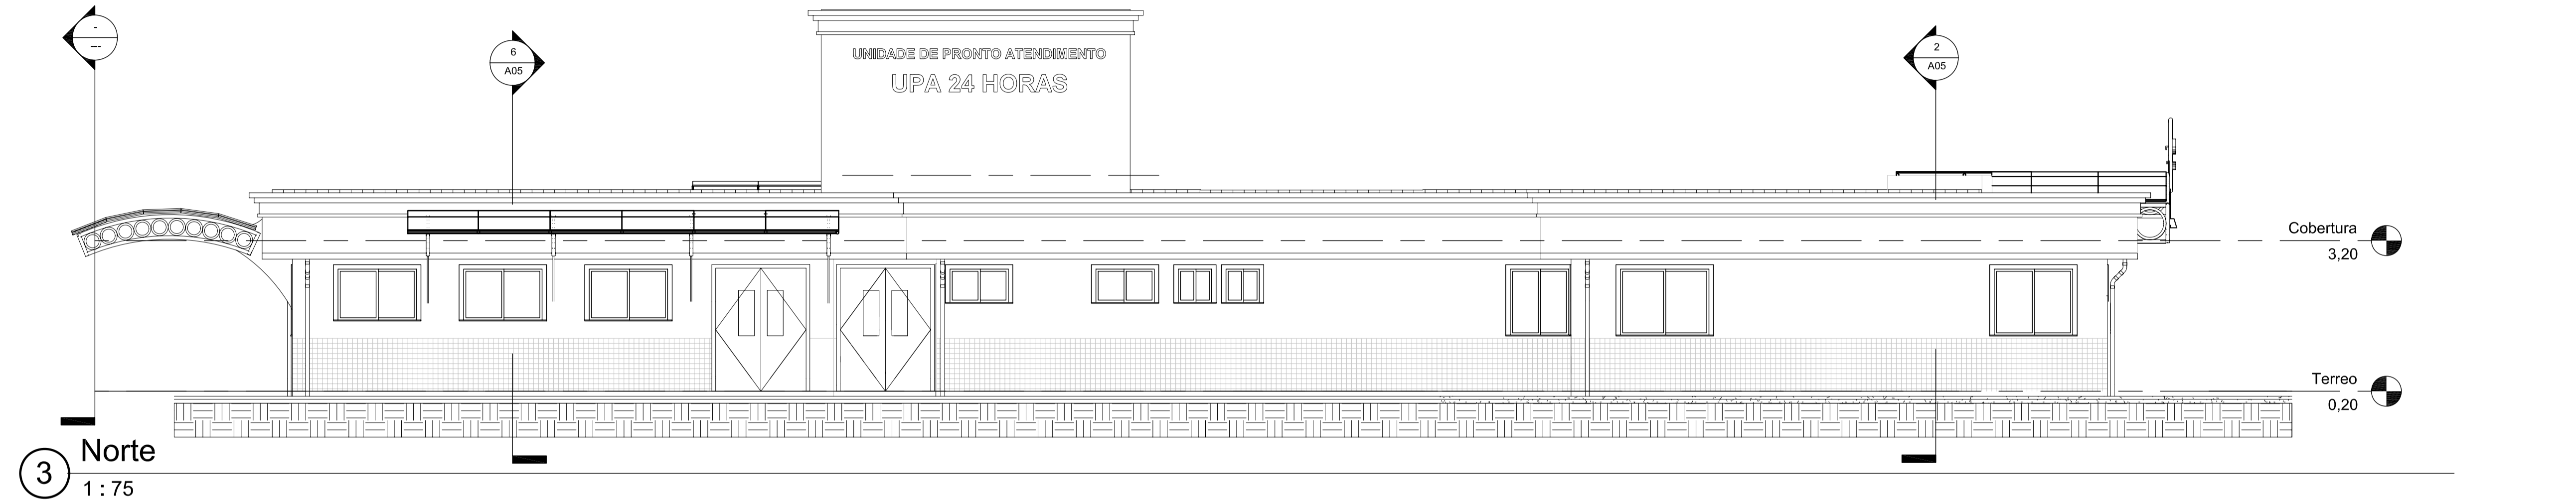 -
---
6
A05
UNIDADE DE PRONTO ATENDIMENTO
UPA 24 HORAS
2
A05
Cobertura
3,20
Terreo
0,20
3
Norte
1 : 75